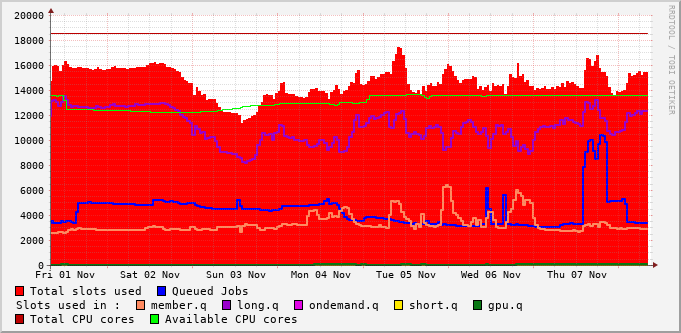 20000
18000
16000
14000
12000
10000
8000
6000
4000
2000
0
Fri 01 Nov Sat 02 Nov Sun 03 Nov Mon 04 Nov Tue 05 Nov Wed 06 Nov Thu 07 Nov
Total slots used Queued Jobs
Slots used in : member.q long.q ondemand.q short.q gpu.q
Total CPU cores Available CPU cores
RRDTOOL / TOBI OETIKER